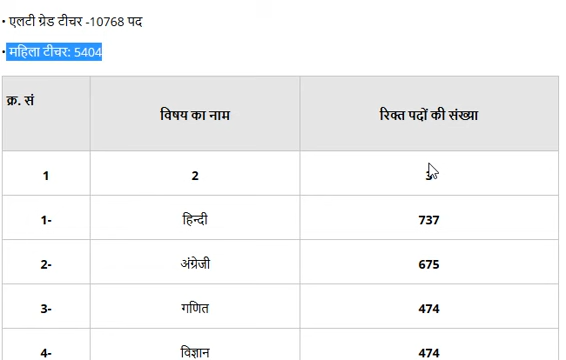 • एलटी ग्रेड टीचर -10768 पद
• महिला टीचर: 5404
क्र. सं विषय का नाम रिक्त पदों की संख्या
1 2 3
1- हिन्दी 737
2- अंग्रेजी 675
3- गणित 474
4- विज्ञान 474